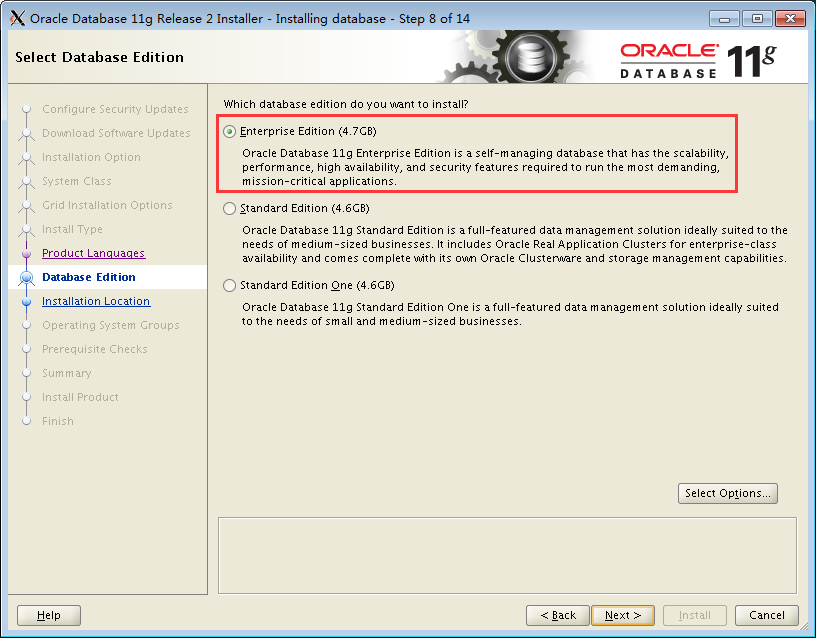 Oracle Database 11g Release 2 Installer - Installing database - Step 8 of 14
Select Database Edition
ORACLE
DATABASE
11g
Configure Security Updates
Download Software Updates
Installation Option
System Class
Grid Installation Options
Install Type
Product Languages
Database Edition
Installation Location
Operating System Groups
Prerequisite Checks
Summary
Install Product
Finish
Which database edition do you want to install?
Enterprise Edition (4.7GB)
Oracle Database 11g Enterprise Edition is a self-managing database that has the scalability,
performance, high availability, and security features required to run the most demanding,
mission-critical applications.
Standard Edition (4.6GB)
Oracle Database 11g Standard Edition is a full-featured data management solution ideally suited to the
needs of medium-sized businesses. It includes Oracle Real Application Clusters for enterprise-class
availability and comes complete with its own Oracle Clusterware and storage management capabilities.
Standard Edition One (4.6GB)
Oracle Database 11g Standard Edition One is a full-featured data management solution ideally suited
to the needs of small and medium-sized businesses.
Select Options...
Help
< Back
Next >
Install
Cancel